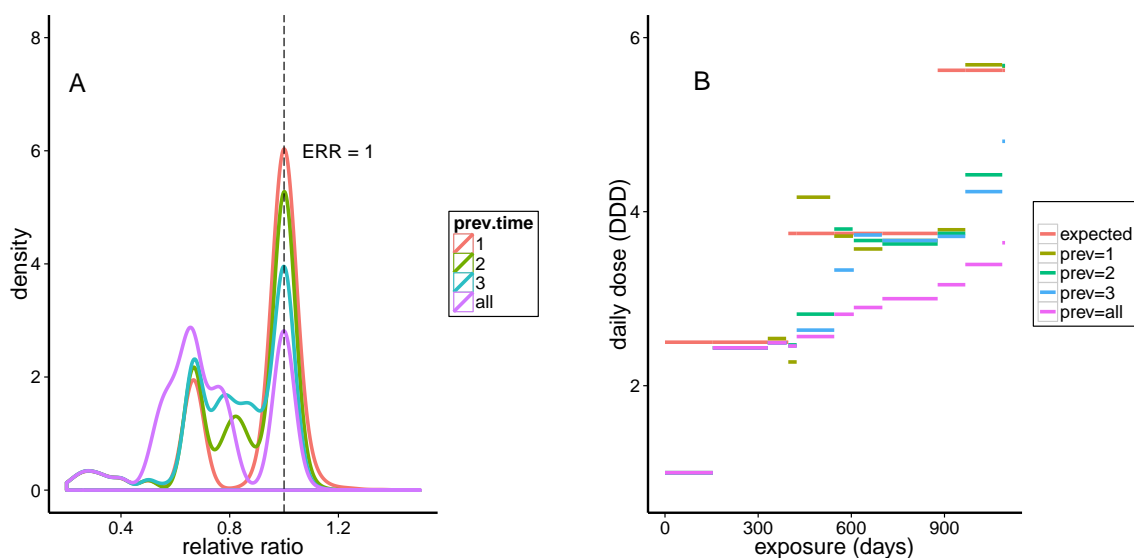 A
ERR = 1
8
6
4
2
0
0.4
0.8
1.2
density
relative ratio
prev.time
1
2
3
all
B
6
4
2
0
300
600
900
daily dose (DDD)
exposure (days)
expected
prev=1
prev=2
prev=3
prev=all